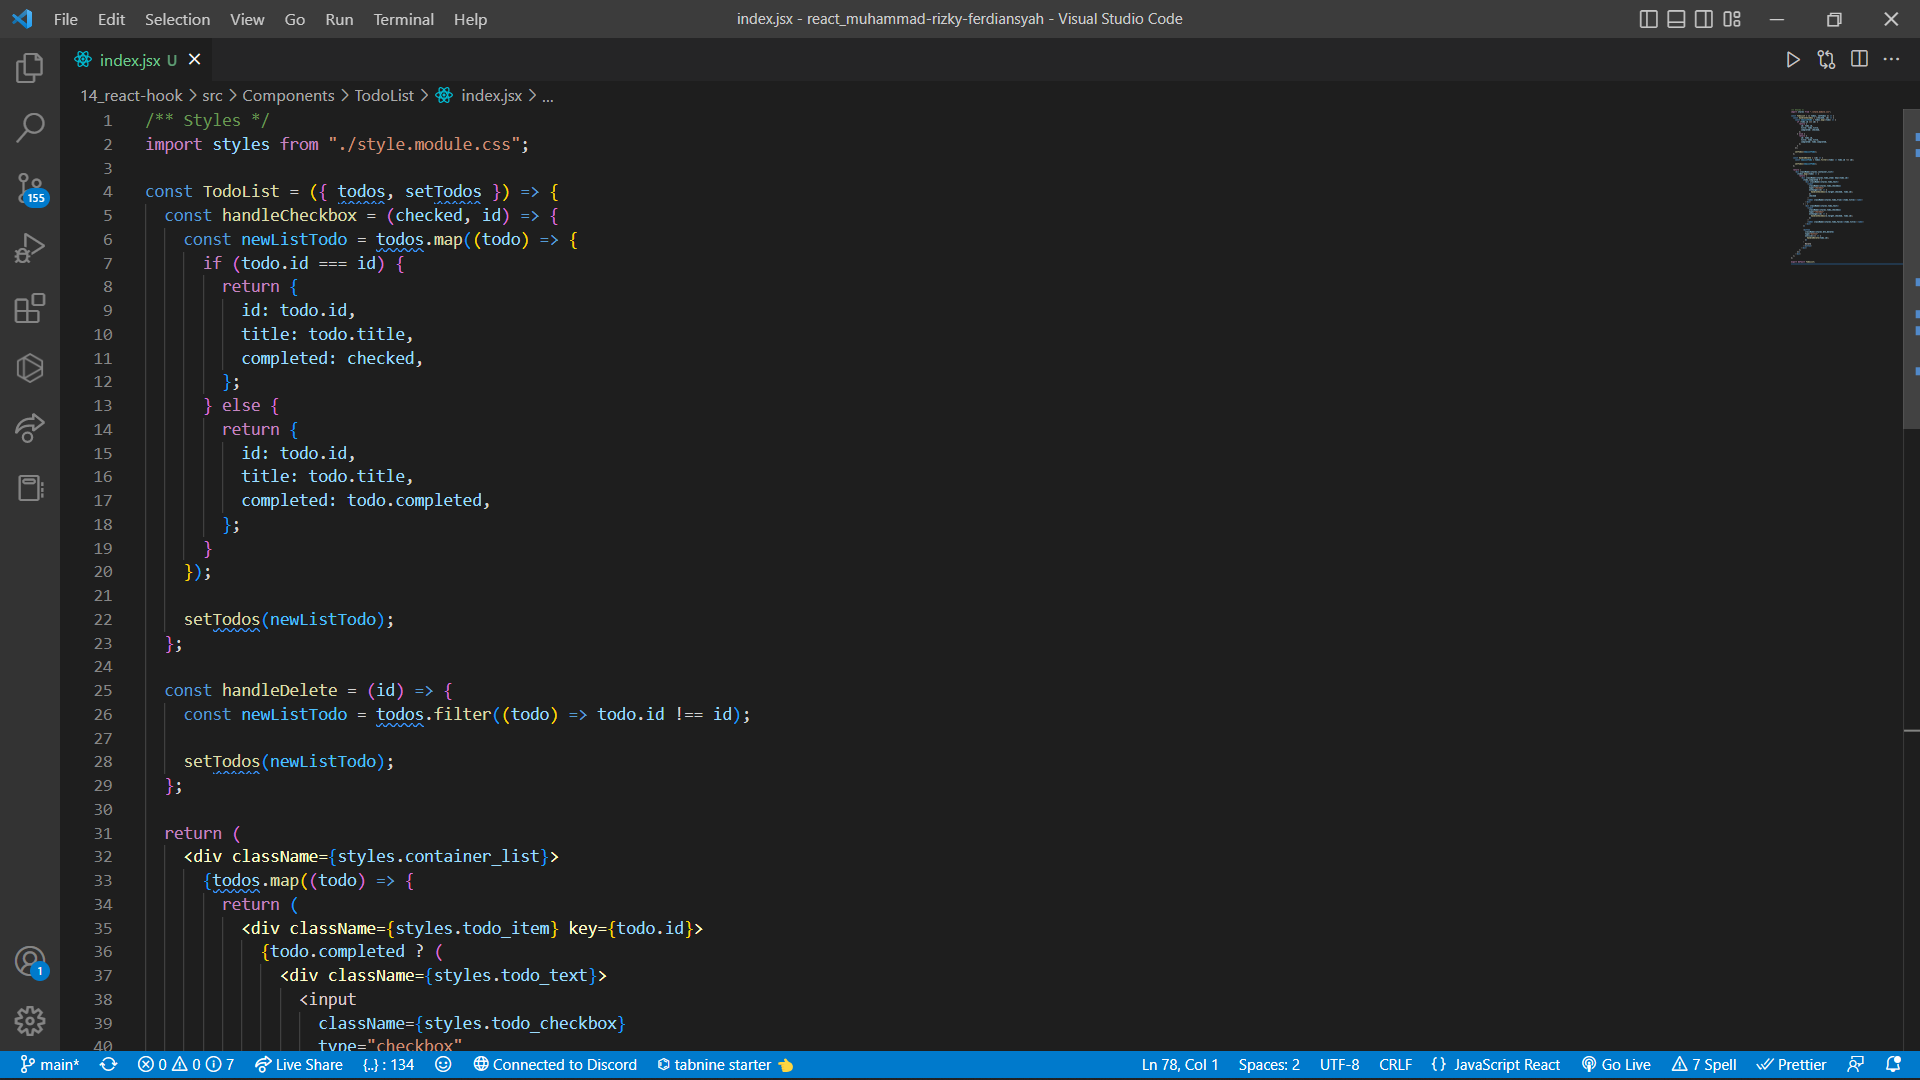 File Edit Selection View Go Run Terminal Help
index.jsx - react_muhammad-rizky-ferdiansyah - Visual Studio Code
index.jsx U
14_react-hook > src > Components > TodoList > index.jsx > ...
1 /** Styles */
2 import styles from "./style.module.css";
3
4 const TodoList = ({ todos, setTodos }) => {
5 const handleCheckbox = (checked, id) => {
6 const newListTodo = todos.map((todo) => {
7 if (todo.id === id) {
8 return {
9 id: todo.id,
10 title: todo.title,
11 completed: checked,
12 };
13 } else {
14 return {
15 id: todo.id,
16 title: todo.title,
17 completed: todo.completed,
18 };
19 }
20 });
21
22 setTodos(newListTodo);
23 };
24
25 const handleDelete = (id) => {
26 const newListTodo = todos.filter((todo) => todo.id !== id);
27
28 setTodos(newListTodo);
29 };
30
31 return (
32 <div className={styles.container_list}>
33 {todos.map((todo) => {
34 return (
35 <div className={styles.todo_item} key={todo.id}>
36 {todo.completed ? (
37 <div className={styles.todo_text}>
38 <input
39 className={styles.todo_checkbox}
40 type="checkbox"
155
1
main* 0 0 7 Live Share {..} : 134 Connected to Discord tabnine starter 👈 Ln 78, Col 1 Spaces: 2 UTF-8 CRLF {} JavaScript React Go Live 7 Spell Prettier